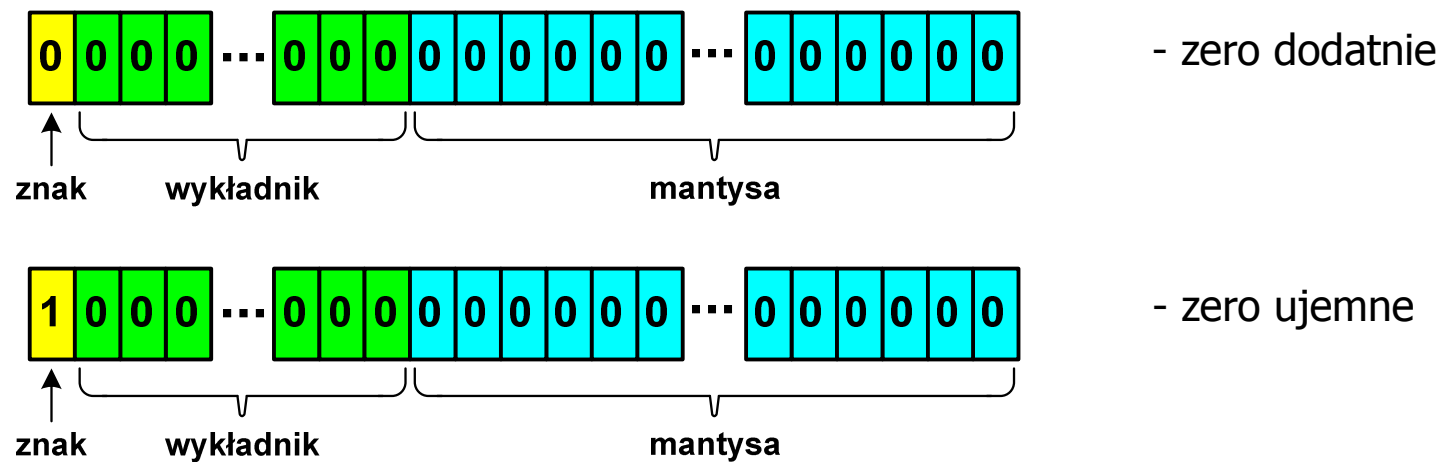 0 0 0 0 ... 0 0 0 0 0 0 0 0 0 ... 0 0 0 0 0 0 - zero dodatnie
znak wykładnik mantysa
1 0 0 0 ... 0 0 0 0 0 0 0 0 0 ... 0 0 0 0 0 0 - zero ujemne
znak wykładnik mantysa